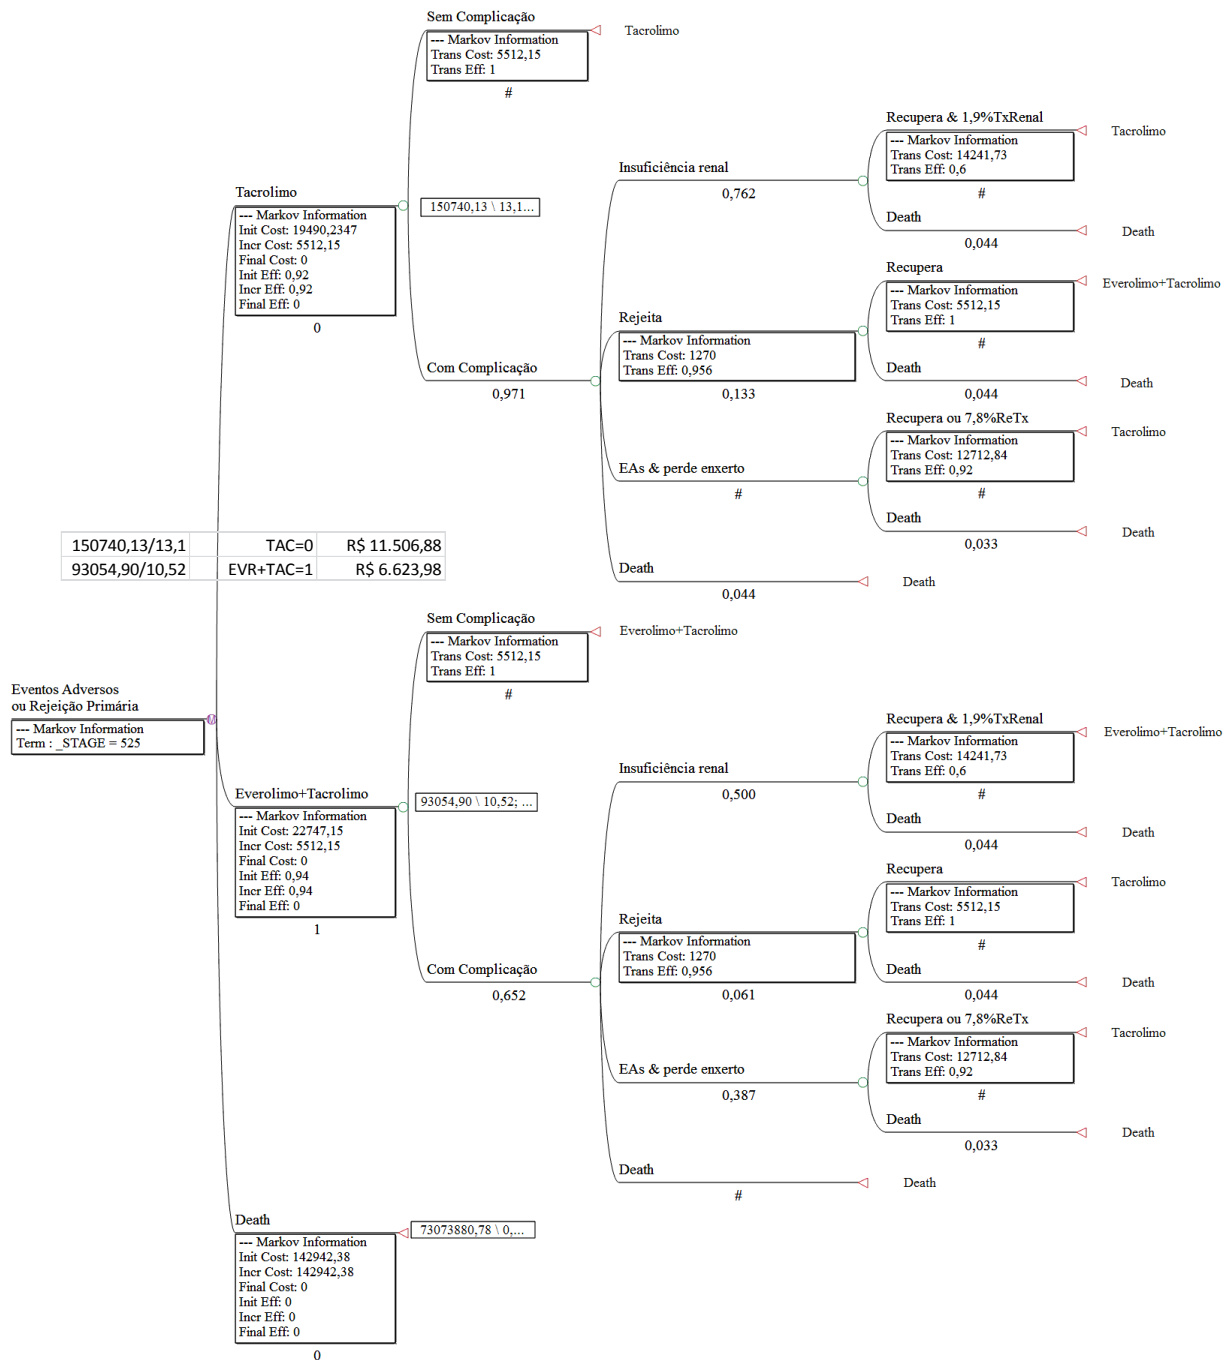 Sem Complicação
--- Markov Information
Trans Cost: 5512,15
Trans Eff: 1
#
Tacrolimo
Tacrolimo
--- Markov Information
Init Cost: 19490,2347
Incr Cost: 5512,15
Final Cost: 0
Init Eff: 0,92
Incr Eff: 0,92
Final Eff: 0
0
150740,13 \ 13,1...
Com Complicação
0,971
Insuficiência renal
0,762
Recupera & 1,9%TxRenal
--- Markov Information
Trans Cost: 14241,73
Trans Eff: 0,6
#
Tacrolimo
Death
0,044
Death
Rejeita
--- Markov Information
Trans Cost: 1270
Trans Eff: 0,956
0,133
Recupera
--- Markov Information
Trans Cost: 5512,15
Trans Eff: 1
#
Everolimo+Tacrolimo
Death
0,044
Death
EAs & perde enxerto
#
Recupera ou 7,8%ReTx
--- Markov Information
Trans Cost: 12712,84
Trans Eff: 0,92
#
Tacrolimo
Death
0,033
Death
Death
0,044
Death
150740,13/13,1 TAC=0 R$ 11.506,88
93054,90/10,52 EVR+TAC=1 R$ 6.623,98
Eventos Adversos
ou Rejeição Primária
--- Markov Information
Term : _STAGE = 525
Sem Complicação
--- Markov Information
Trans Cost: 5512,15
Trans Eff: 1
#
Everolimo+Tacrolimo
Everolimo+Tacrolimo
--- Markov Information
Init Cost: 22747,15
Incr Cost: 5512,15
Final Cost: 0
Init Eff: 0,94
Incr Eff: 0,94
Final Eff: 0
1
93054,90 \ 10,52; ...
Com Complicação
0,652
Insuficiência renal
0,500
Recupera & 1,9%TxRenal
--- Markov Information
Trans Cost: 14241,73
Trans Eff: 0,6
#
Everolimo+Tacrolimo
Death
0,044
Death
Rejeita
--- Markov Information
Trans Cost: 1270
Trans Eff: 0,956
0,061
Recupera
--- Markov Information
Trans Cost: 5512,15
Trans Eff: 1
#
Tacrolimo
Death
0,044
Death
EAs & perde enxerto
0,387
Recupera ou 7,8%ReTx
--- Markov Information
Trans Cost: 12712,84
Trans Eff: 0,92
#
Tacrolimo
Death
0,033
Death
Death
#
Death
Death
--- Markov Information
Init Cost: 142942,38
Incr Cost: 142942,38
Final Cost: 0
Init Eff: 0
Incr Eff: 0
Final Eff: 0
0
73073880,78 \ 0,...